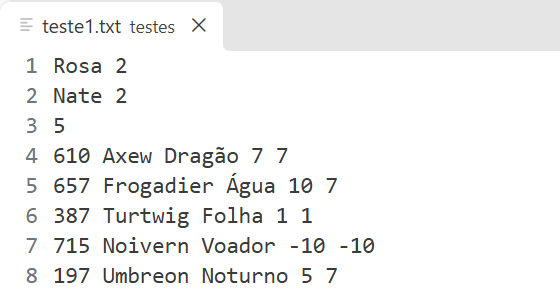 teste1.txt testes
1 Rosa 2
2 Nate 2
3 5
4 610 Axew Dragão 7 7
5 657 Frogadier Água 10 7
6 387 Turtwig Folha 1 1
7 715 Noivern Voador -10 -10
8 197 Umbreon Noturno 5 7